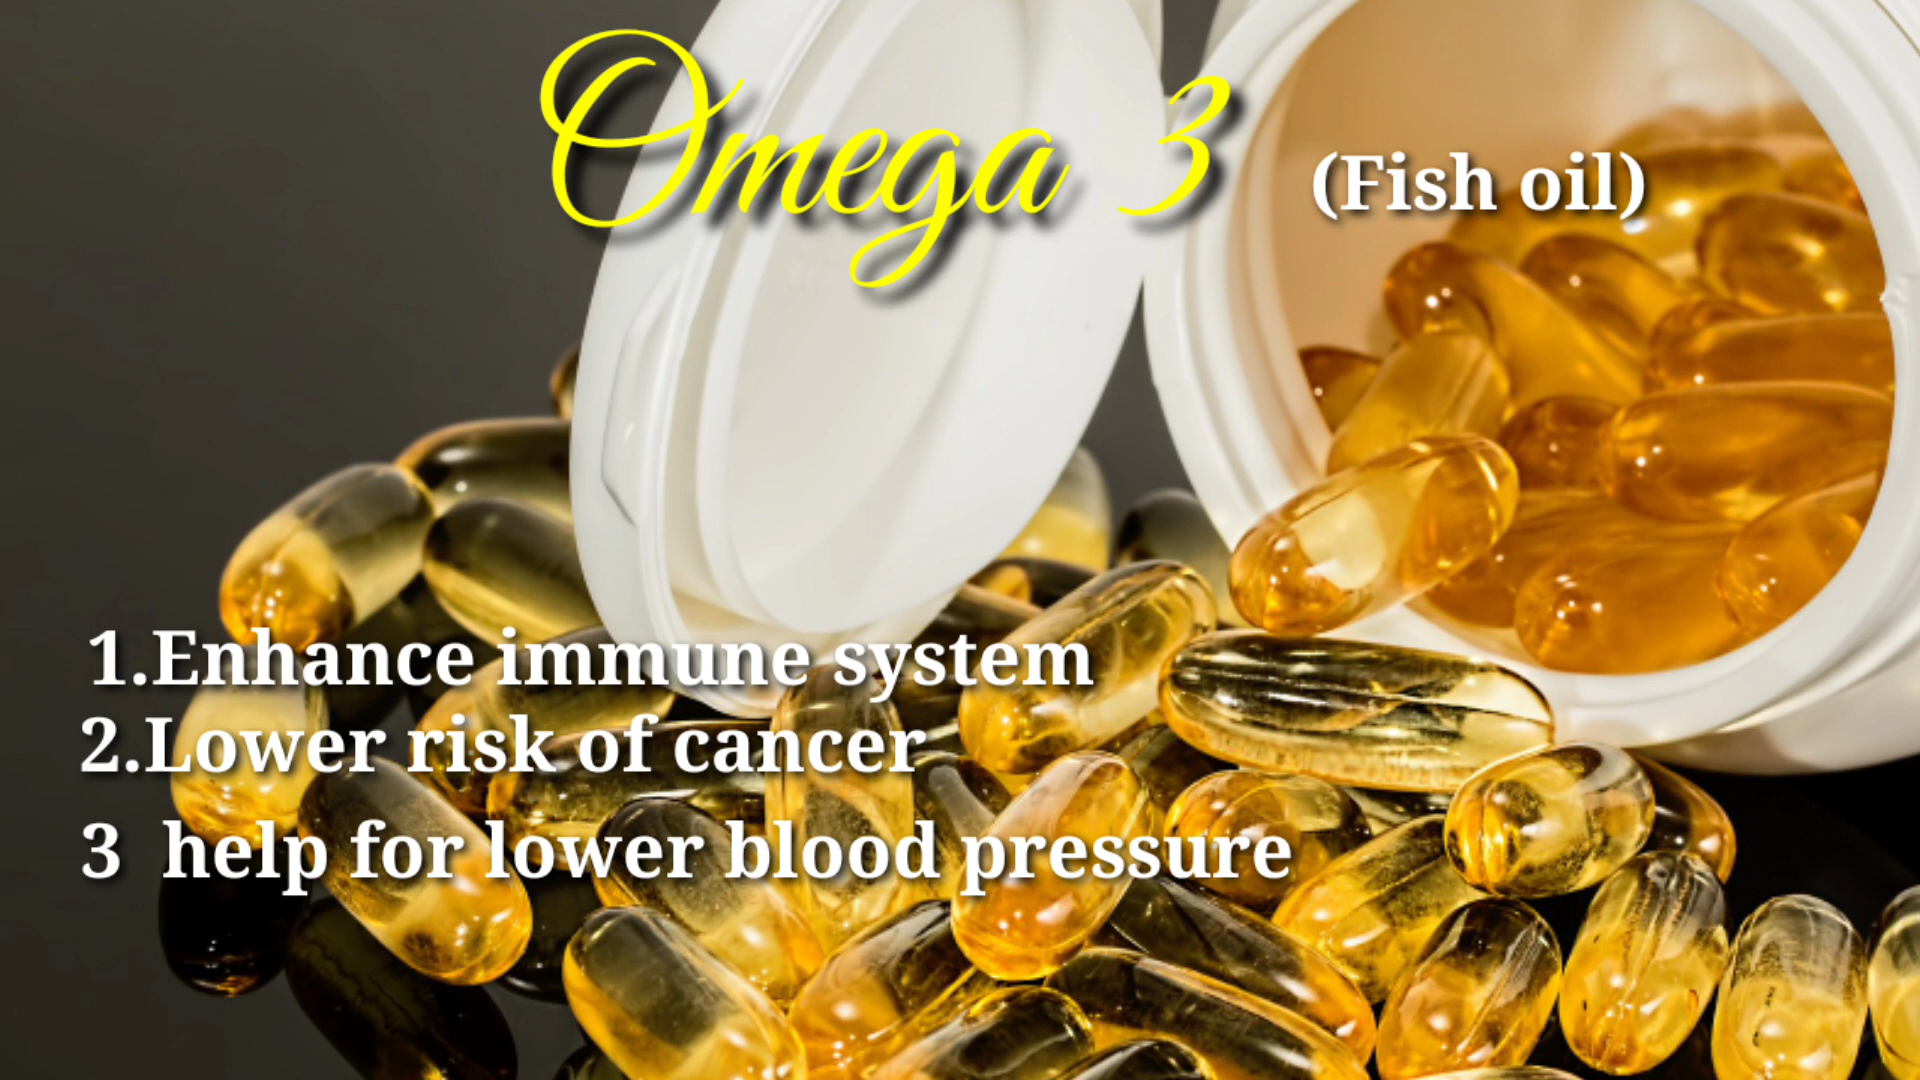 Omega 3 (Fish oil)
1.Enhance immune system
2.Lower risk of cancer
3 help for lower blood pressure